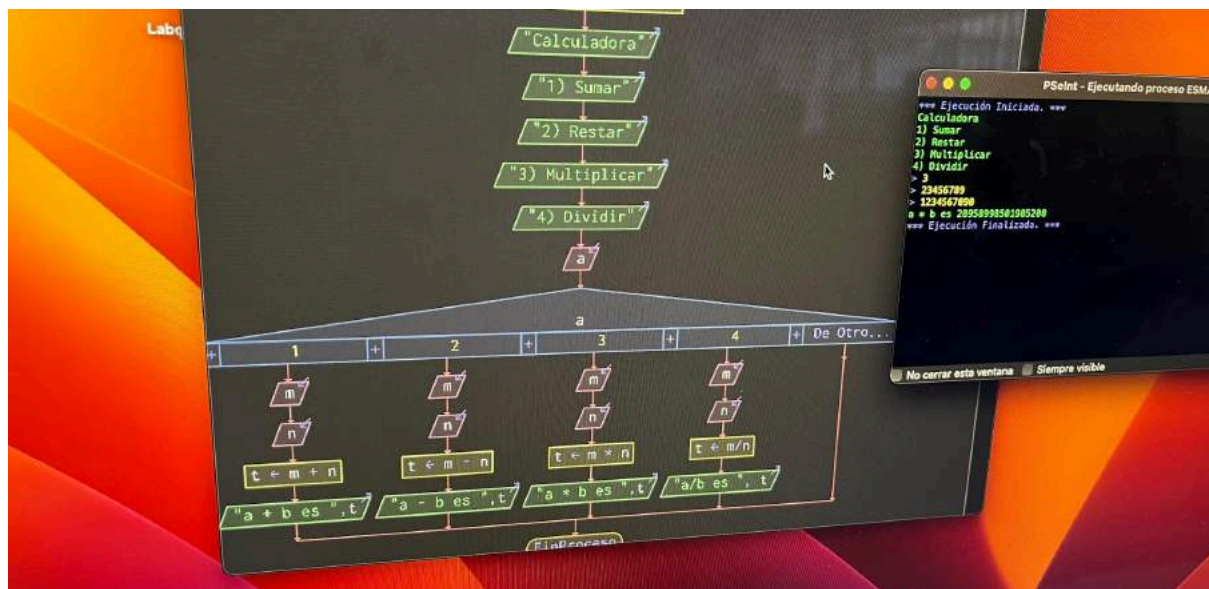 Labq
"Calculadora"
"1) Sumar"
"2) Restar"
"3) Multiplicar"
"4) Dividir"
a
a
+ 1 + 2 + 3 + 4 + De Otro...
m m m m
n n n n
t ← m + n t ← m - n t ← m * n t ← m/n
"a + b es ",t "a - b es ",t "a * b es ",t "a/b es ", t
FinProceso
PSeInt - Ejecutando proceso ESMA
*** Ejecución Iniciada. ***
Calculadora
1) Sumar
2) Restar
3) Multiplicar
4) Dividir
> 3
> 23456789
> 1234567890
a * b es 28958998501905208
*** Ejecución Finalizada. ***
No cerrar esta ventana Siempre visible